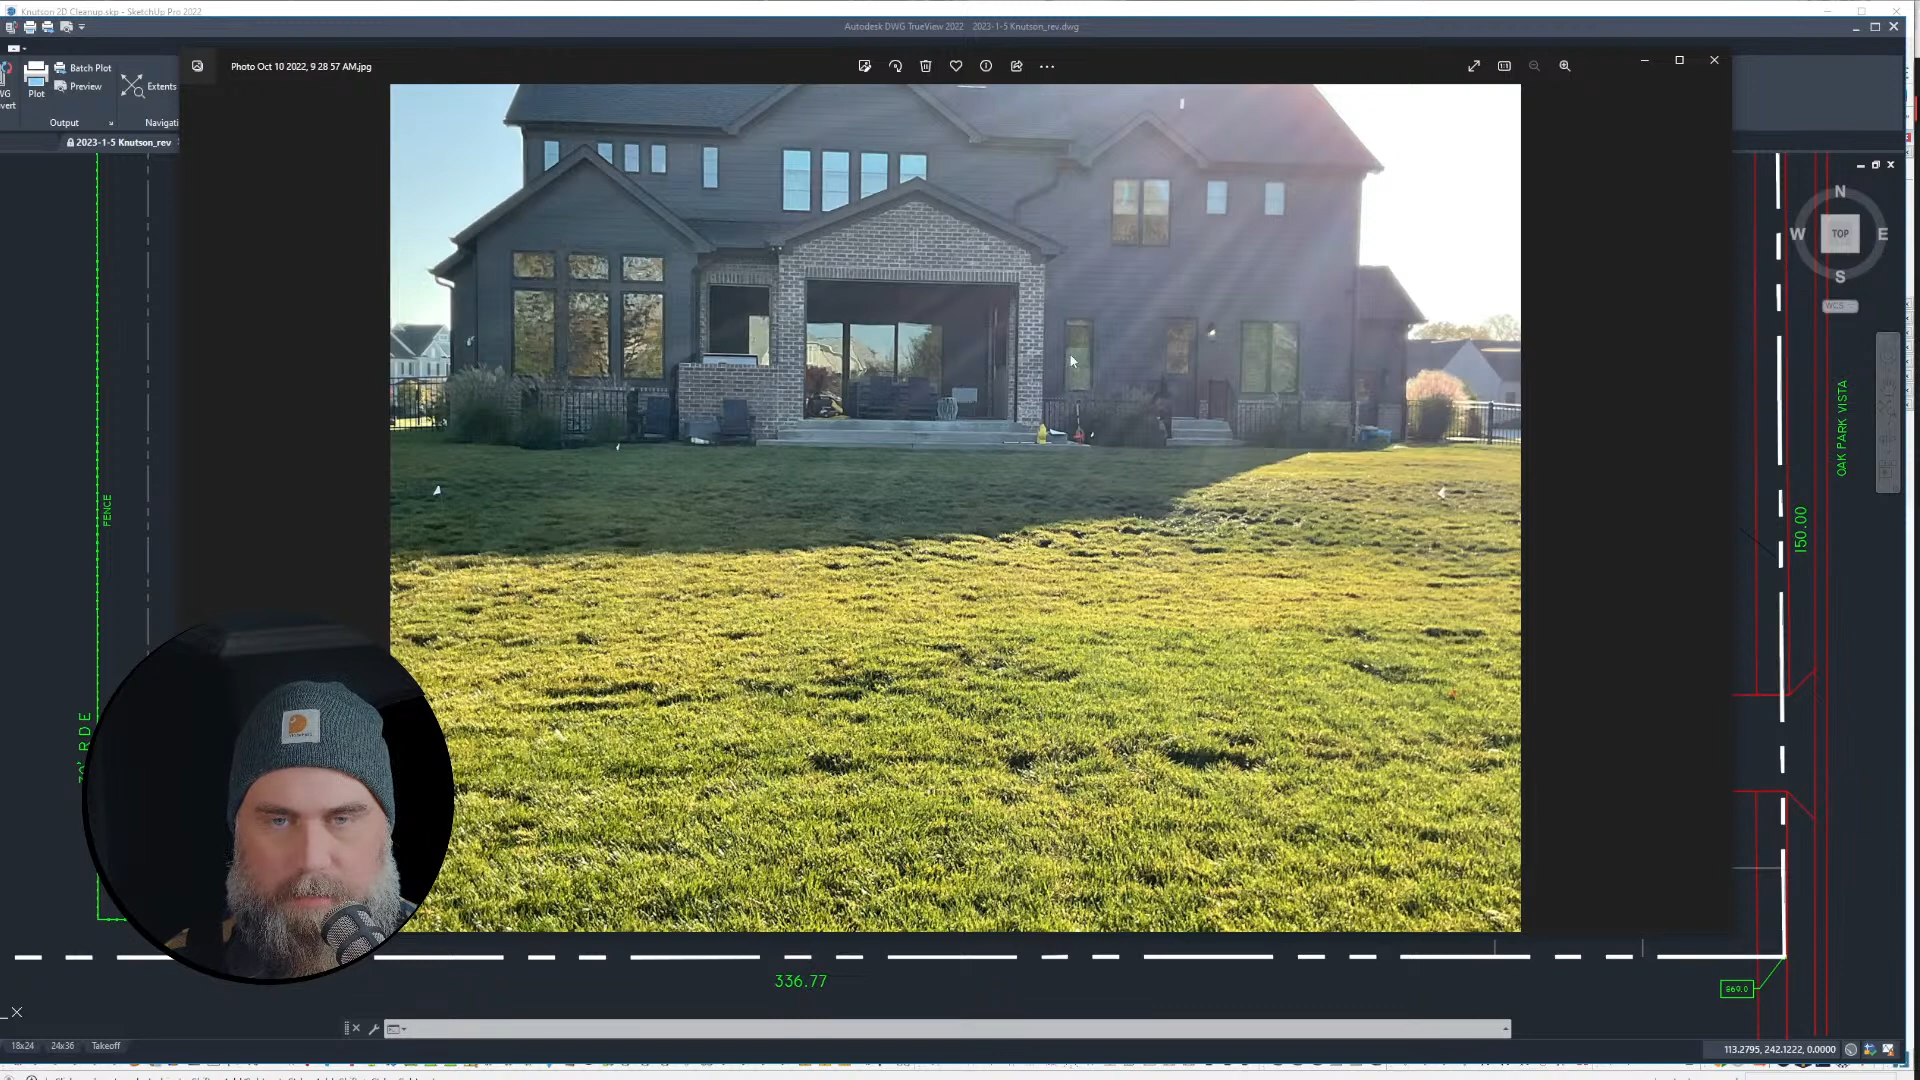 Knutson 2D Cleanup.skp - SketchUp Pro 2022
Autodesk DWG TrueView 2022 2023-1-5 Knutson_rev.dwg
Photo Oct 10 2022, 9 28 57 AM.jpg
Batch Plot
Plot
Preview
Extents
Output
2023-1-5 Knutson_rev
N
W
TOP
E
S
WCS
OAK PARK VISTA
150.00
FENCE
336.77
869.0
18x24
24x36
Takeoff
113.2795, 242.1222, 0.0000